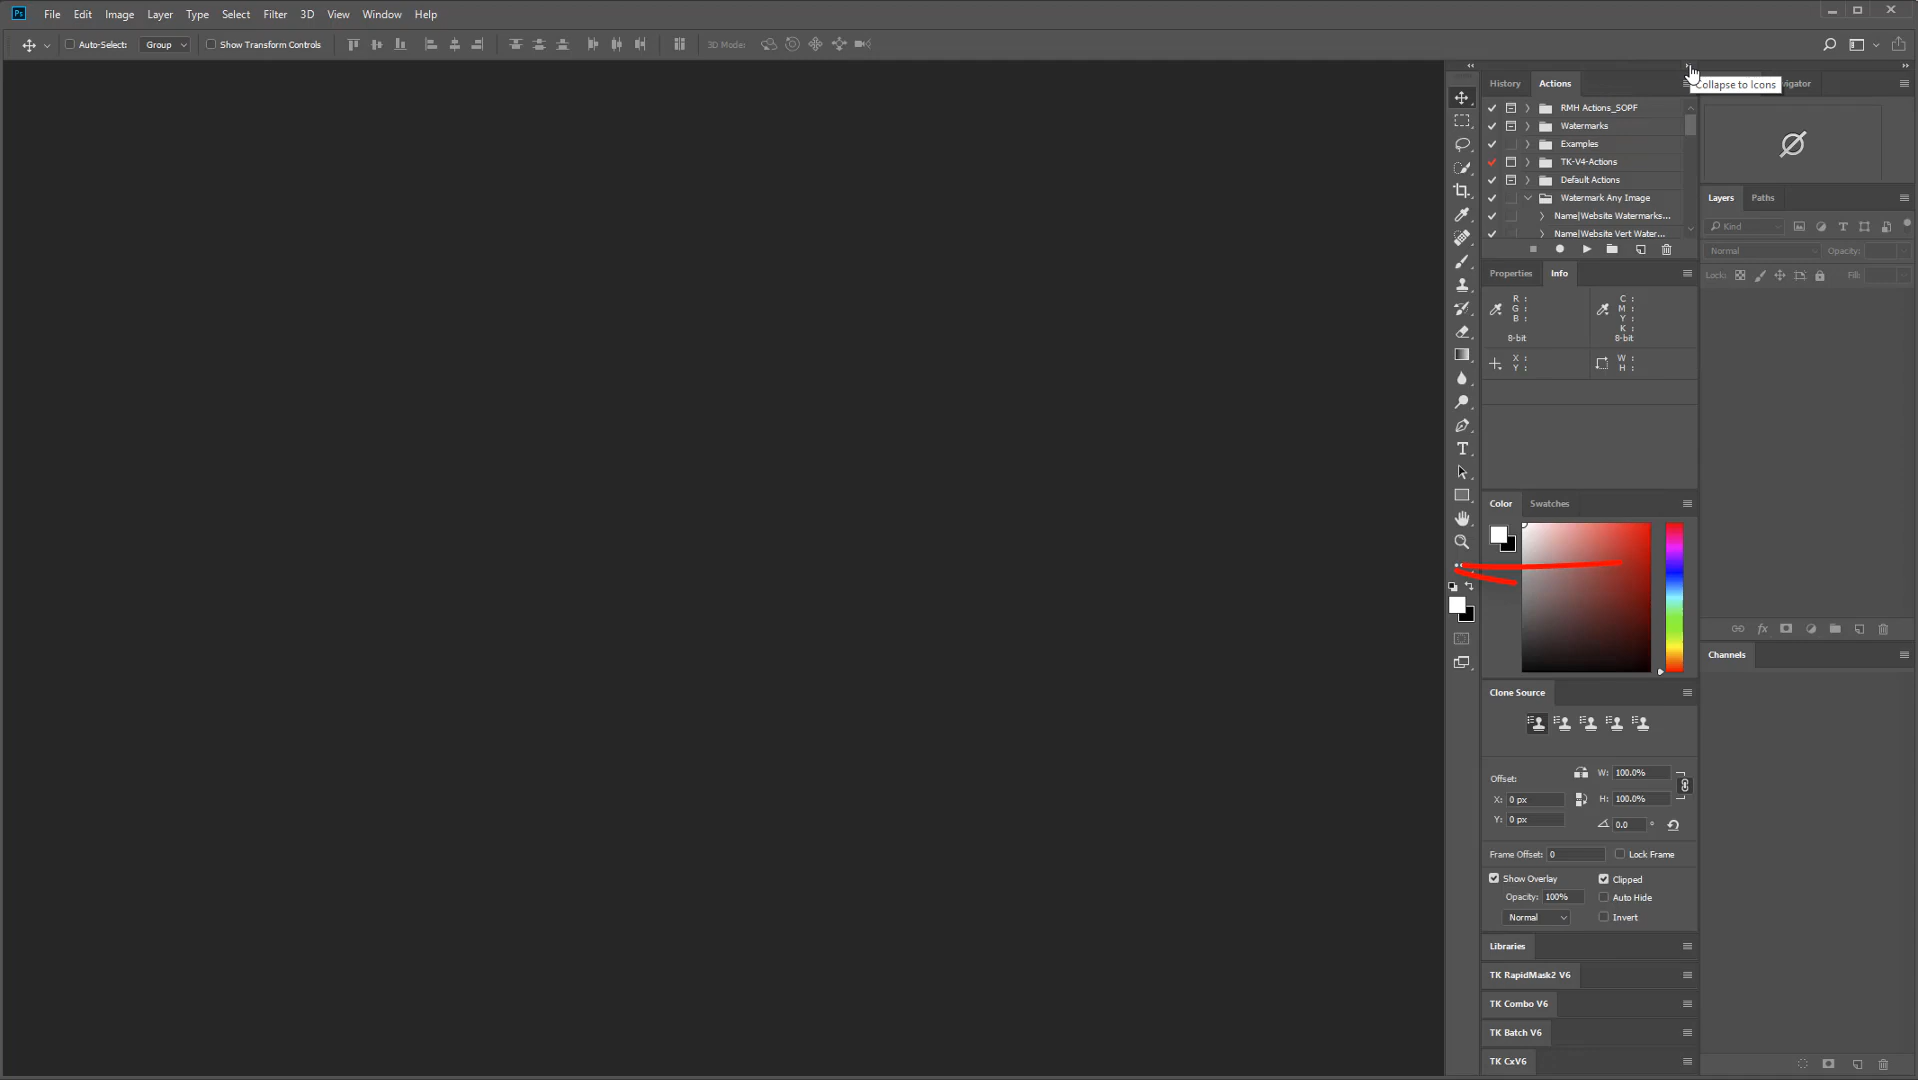 Ps File Edit Image Layer Type Select Filter 3D View Window Help
Auto-Select: Group Show Transform Controls 3D Mode:
History Actions
Collapse to Icons
vigator
RMH Actions_SOPF
Watermarks
Examples
TK-V4-Actions
Default Actions
Watermark Any Image
Name|Website Watermarks...
Name|Website Vert Water...
Layers Paths
Kind
Normal Opacity:
Lock: Fill:
Properties Info
R :
G :
B :
8-bit
C :
M :
Y :
K :
8-bit
X :
Y :
W :
H :
Color Swatches
Channels
Clone Source
Offset:
W: 100.0%
X: 0 px
H: 100.0%
Y: 0 px
0.0 °
Frame Offset: 0 Lock Frame
Show Overlay Clipped
Opacity: 100% Auto Hide
Normal Invert
Libraries
TK RapidMask2 V6
TK Combo V6
TK Batch V6
TK CxV6